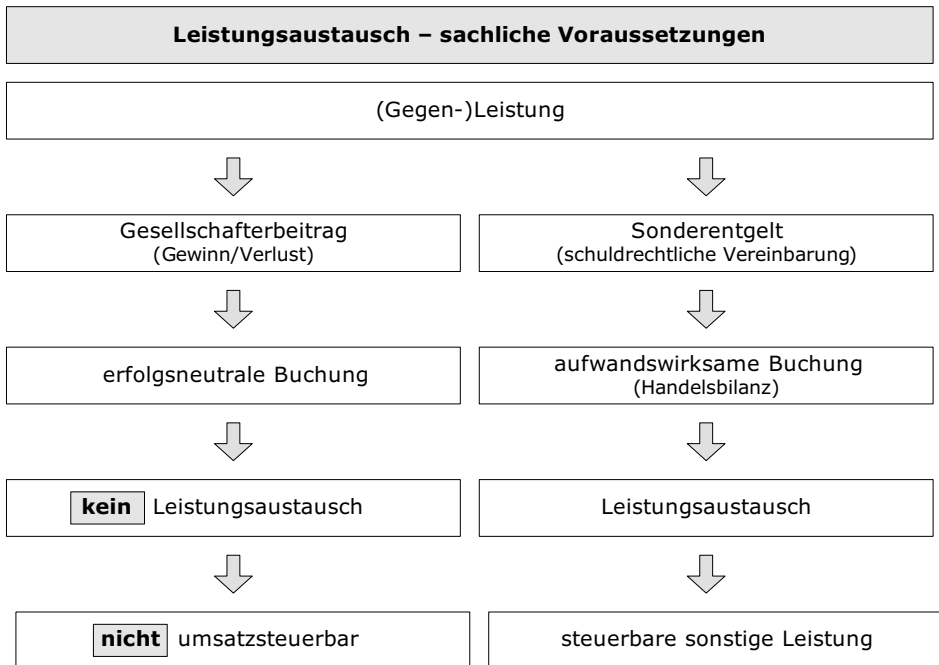 Leistungsaustausch – sachliche Voraussetzungen
(Gegen-)Leistung
Gesellschafterbeitrag
(Gewinn/Verlust)
Sonderentgelt
(schuldrechtliche Vereinbarung)
erfolgsneutrale Buchung
aufwandswirksame Buchung
(Handelsbilanz)
kein Leistungsaustausch
Leistungsaustausch
nicht umsatzsteuerbar
steuerbare sonstige Leistung